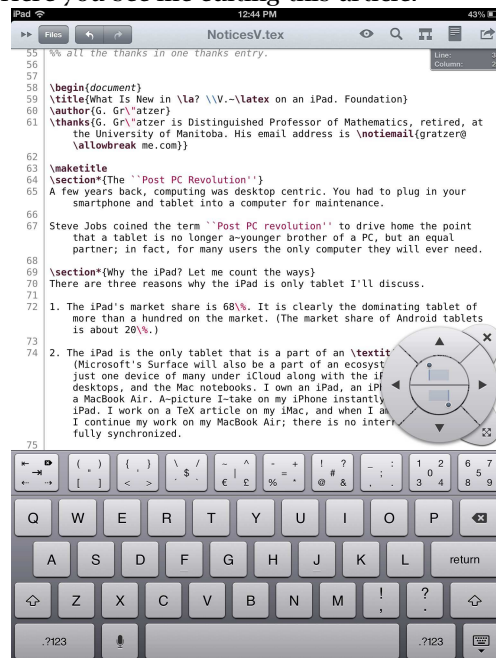 Here you see me editing this article.
iPad 12:44 PM 43%
Files NoticesV.tex
Line: 3
Column: 2
55 %% all the thanks in one thanks entry.
56
57
58 \begin{document}
59 \title{What Is New in \la? \\V.~\latex on an iPad. Foundation}
60 \author{G. Gr\"atzer}
61 \thanks{G. Gr\"atzer is Distinguished Professor of Mathematics, retired, at
the University of Manitoba. His email address is \notiemail{gratzer@
\allowbreak me.com}}
62
63 \maketitle
64 \section*{The ``Post PC Revolution''}
65 A few years back, computing was desktop centric. You had to plug in your
smartphone and tablet into a computer for maintenance.
66
67 Steve Jobs coined the term ``Post PC revolution'' to drive home the point
that a tablet is no longer a~younger brother of a PC, but an equal
partner; in fact, for many users the only computer they will ever need.
68
69 \section*{Why the iPad? Let me count the ways}
70 There are three reasons why the iPad is only tablet I'll discuss.
71
72 1. The iPad's market share is 68\%. It is clearly the dominating tablet of
more than a hundred on the market. (The market share of Android tablets
is about 20\%.)
73
74 2. The iPad is the only tablet that is a part of an \textit
(Microsoft's Surface will also be a part of an ecosyst
just one device of many under iCloud along with the iP
desktops, and the Mac notebooks. I own an iPad, an iPh
a MacBook Air. A~picture I~take on my iPhone instantly
iPad. I work on a TeX article on my iMac, and when I am
I continue my work on my MacBook Air; there is no intern
fully synchronized.
75
( ) " [ ] { } , < > \ / $ ' ` ~ ^ | € £ - + = % * ! ? # @ & _ : ; . , 1 2 0 3 4 6 7 5 8 9
Q W E R T Y U I O P
A S D F G H J K L return
Z X C V B N M ! , ? .
.?123 .?123